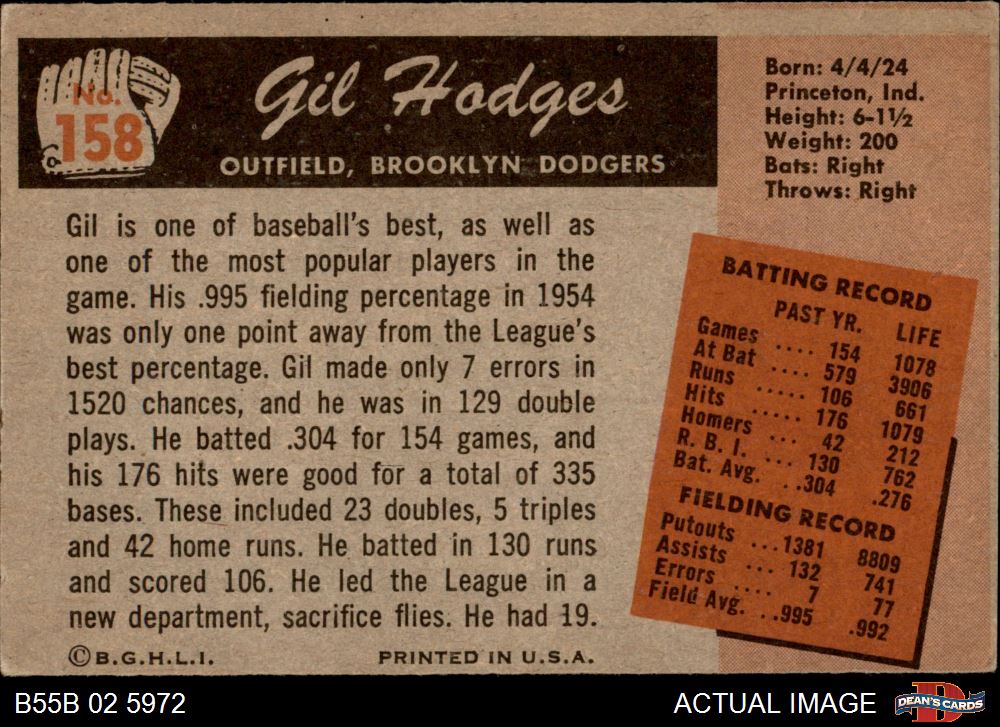 No.
158
Gil Hodges
OUTFIELD, BROOKLYN DODGERS
Born: 4/4/24
Princeton, Ind.
Height: 6-1½
Weight: 200
Bats: Right
Throws: Right
Gil is one of baseball's best, as well as
one of the most popular players in the
game. His .995 fielding percentage in 1954
was only one point away from the League's
best percentage. Gil made only 7 errors in
1520 chances, and he was in 129 double
plays. He batted .304 for 154 games, and
his 176 hits were good for a total of 335
bases. These included 23 doubles, 5 triples
and 42 home runs. He batted in 130 runs
and scored 106. He led the League in a
new department, sacrifice flies. He had 19.
©B.G.H.L.I. PRINTED IN U.S.A.
BATTING RECORD
PAST YR. LIFE
Games .... 154 1078
At Bat .... 579 3906
Runs ..... 106 661
Hits ..... 176 1079
Homers ... 42 212
R. B. I. ... 130 762
Bat. Avg. ...304 .276
FIELDING RECORD
Putouts ...1381 8809
Assists ... 132 741
Errors .... 7 77
Field Avg. ...995 .992
B55B 02 5972
ACTUAL IMAGE
D
DEAN'S CARDS